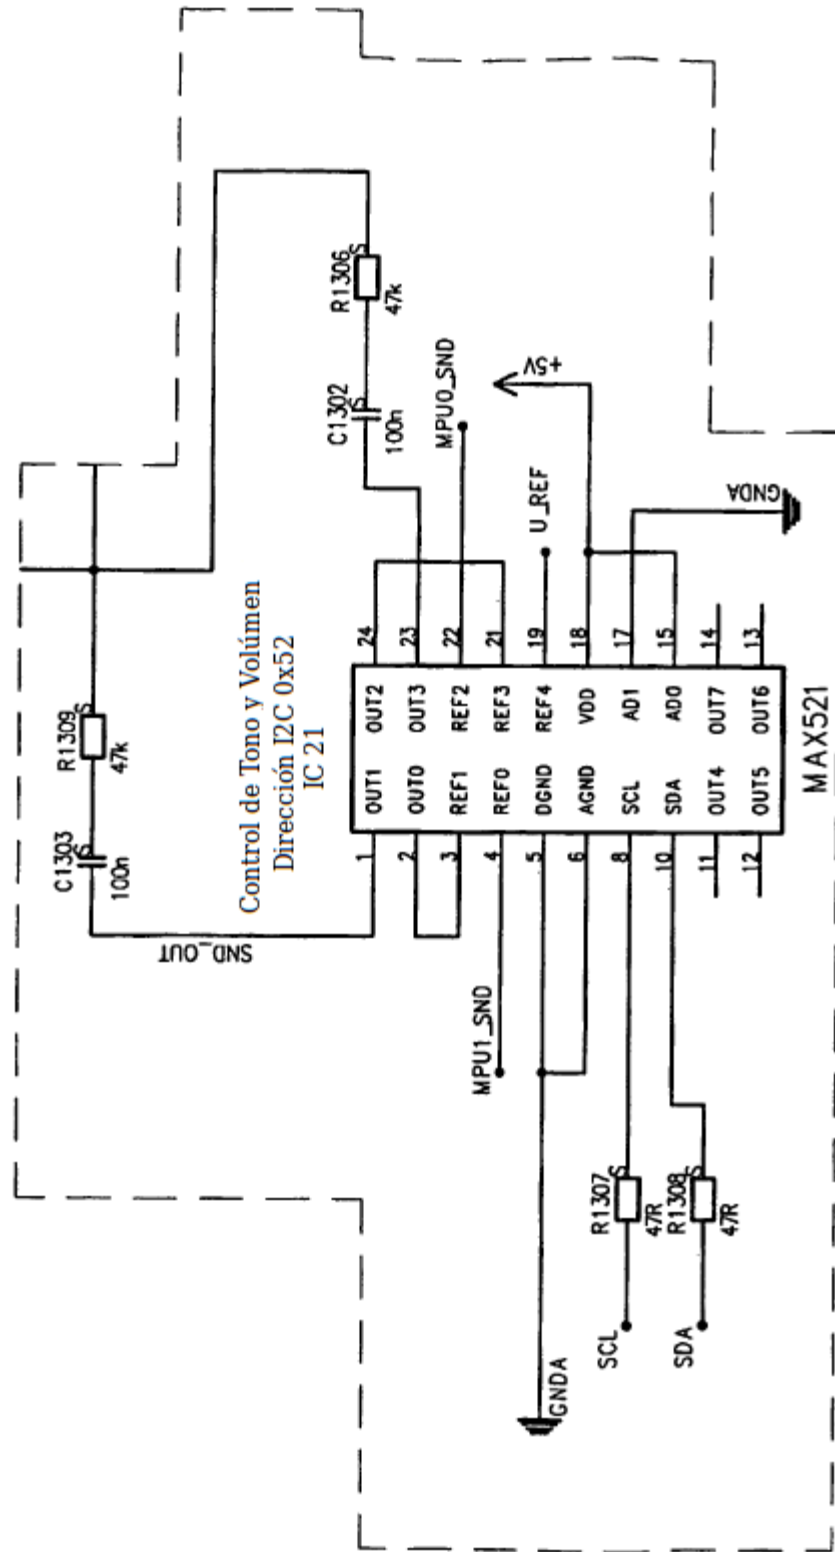 R1309
47k
C1303
100n
SND_OUT
R1306
47k
C1302
100n
MPU0_SND
+5V
U_REF
GNDA
Control de Tono y Volúmen
Dirección I2C 0x52
IC 21
24
23
22
21
19
18
17
15
14
13
OUT1 OUT2
OUT0 OUT3
REF1 REF2
REF0 REF3
DGND REF4
AGND VDD
SCL AD1
SDA AD0
OUT4 OUT7
OUT5 OUT6
1
2
3
4
5
6
8
10
11
12
MAX521
MPU1_SND
GNDA
R1307
47R
R1308
47R
SCL
SDA